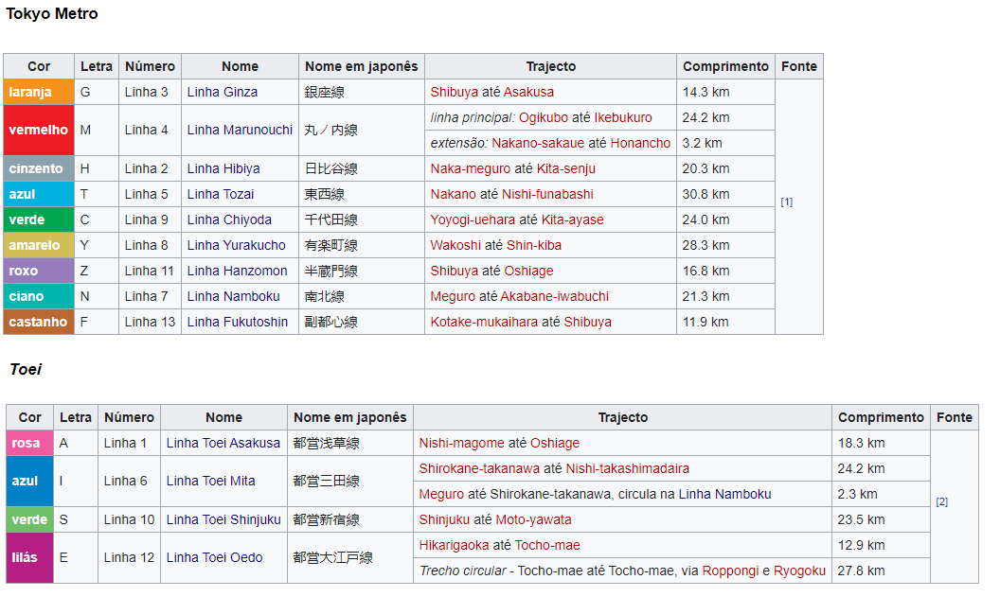 Tokyo Metro
Cor Letra Número Nome Nome em japonês Trajecto Comprimento Fonte
laranja G Linha 3 Linha Ginza 銀座線 Shibuya até Asakusa 14.3 km
vermelho M Linha 4 Linha Marunouchi 丸ノ内線 linha principal: Ogikubo até Ikebukuro 24.2 km
extensão: Nakano-sakaue até Honancho 3.2 km
cinzento H Linha 2 Linha Hibiya 日比谷線 Naka-meguro até Kita-senju 20.3 km
azul T Linha 5 Linha Tozai 東西線 Nakano até Nishi-funabashi 30.8 km
[1]
verde C Linha 9 Linha Chiyoda 千代田線 Yoyogi-uehara até Kita-ayase 24.0 km
amarelo Y Linha 8 Linha Yurakucho 有楽町線 Wakoshi até Shin-kiba 28.3 km
roxo Z Linha 11 Linha Hanzomon 半蔵門線 Shibuya até Oshiage 16.8 km
ciano N Linha 7 Linha Namboku 南北線 Meguro até Akabane-iwabuchi 21.3 km
castanho F Linha 13 Linha Fukutoshin 副都心線 Kotake-mukaihara até Shibuya 11.9 km
Toei
Cor Letra Número Nome Nome em japonês Trajecto Comprimento Fonte
rosa A Linha 1 Linha Toei Asakusa 都営浅草線 Nishi-magome até Oshiage 18.3 km
azul I Linha 6 Linha Toei Mita 都営三田線 Shirokane-takanawa até Nishi-takashimadaira 24.2 km
Meguro até Shirokane-takanawa, circula na Linha Namboku 2.3 km
[2]
verde S Linha 10 Linha Toei Shinjuku 都営新宿線 Shinjuku até Moto-yawata 23.5 km
lilás E Linha 12 Linha Toei Oedo 都営大江戸線 Hikarigaoka até Tocho-mae 12.9 km
Trecho circular - Tocho-mae até Tocho-mae, via Roppongi e Ryogoku 27.8 km